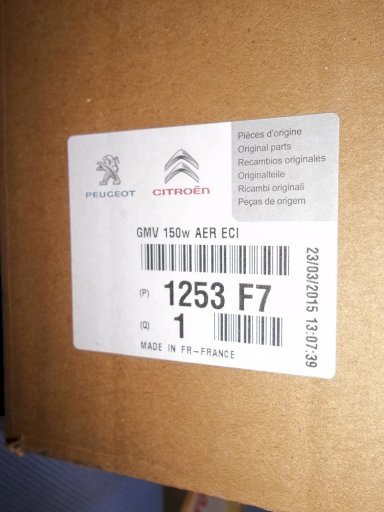 PEUGEOT
CITROËN
Pièces d'origine
Original parts
Recambios originales
Originalteile
Ricambi originali
Peças de origem
GMV 150w AER ECI
(P) 1253 F7
(Q) 1
MADE IN FR-FRANCE
23/03/2015 13:07:39